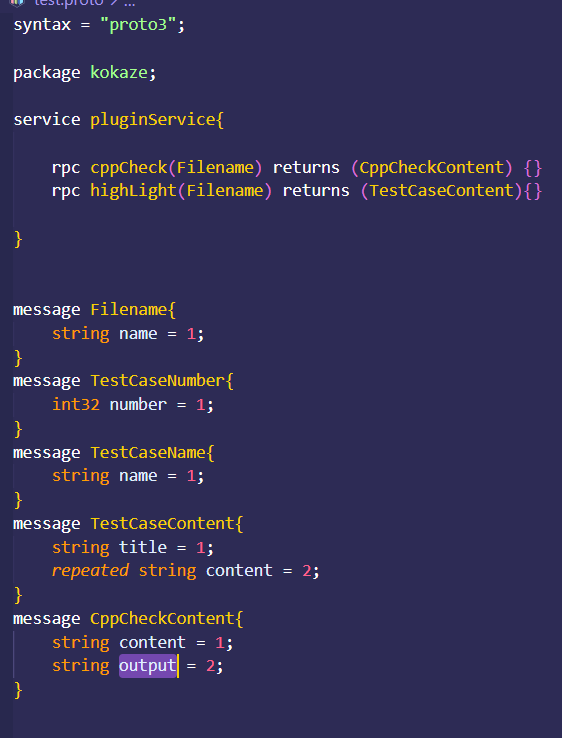 test.proto > ...
syntax = "proto3";
package kokaze;
service pluginService{
rpc cppCheck(Filename) returns (CppCheckContent) {}
rpc highLight(Filename) returns (TestCaseContent){}
}
message Filename{
string name = 1;
}
message TestCaseNumber{
int32 number = 1;
}
message TestCaseName{
string name = 1;
}
message TestCaseContent{
string title = 1;
repeated string content = 2;
}
message CppCheckContent{
string content = 1;
string output = 2;
}